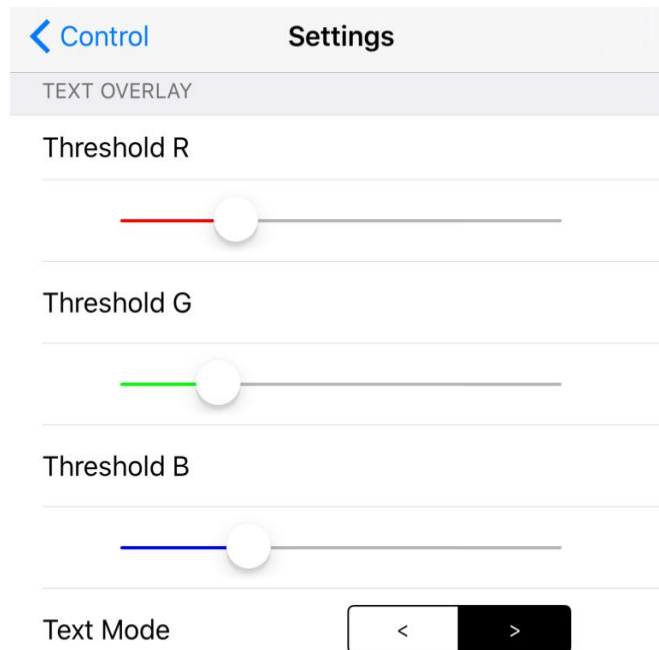 Control Settings
TEXT OVERLAY
Threshold R
Threshold G
Threshold B
Text Mode < >